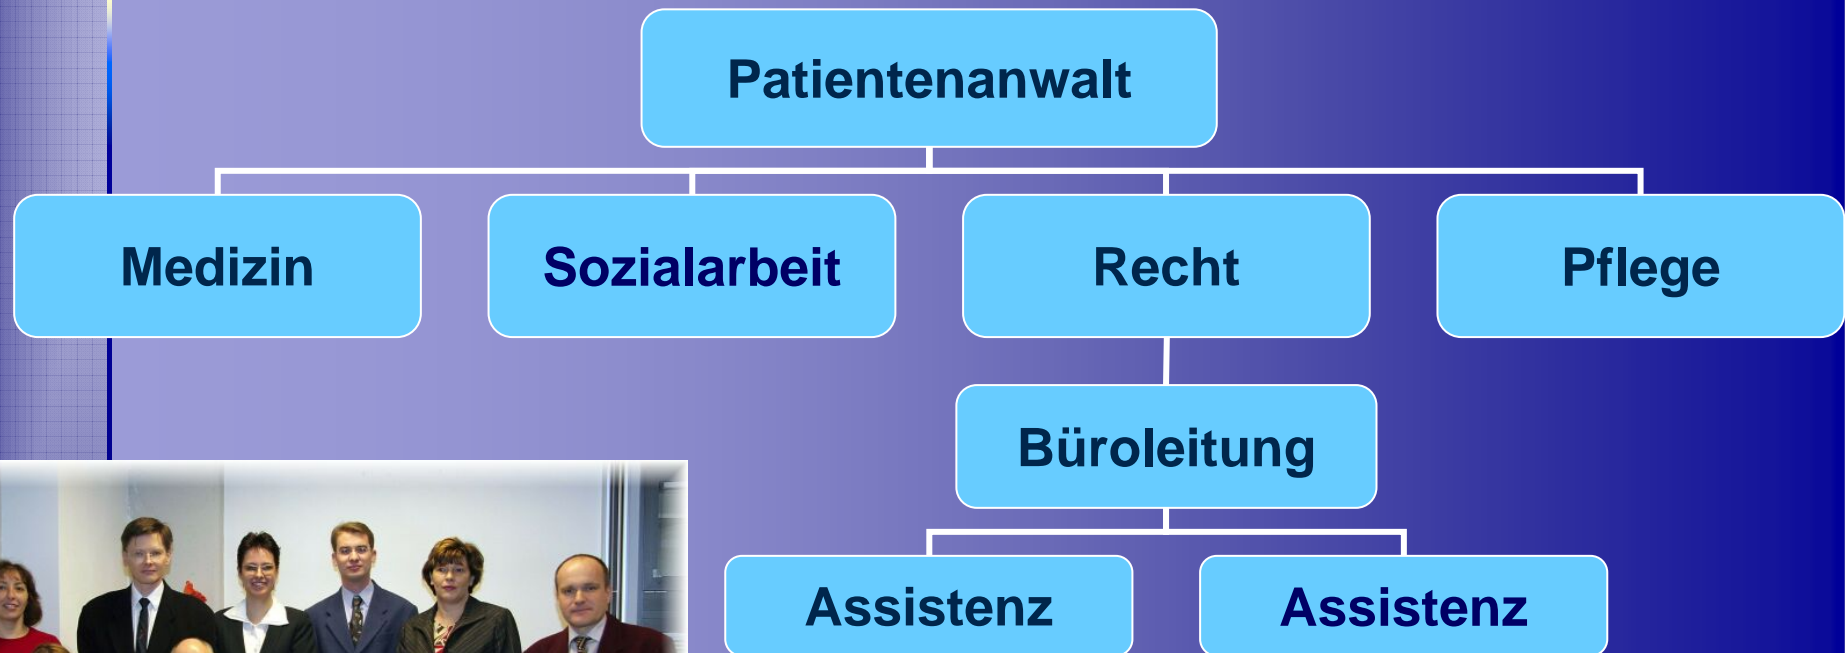 Patientenanwalt
Medizin
Sozialarbeit
Recht
Pflege
Büroleitung
Assistenz
Assistenz